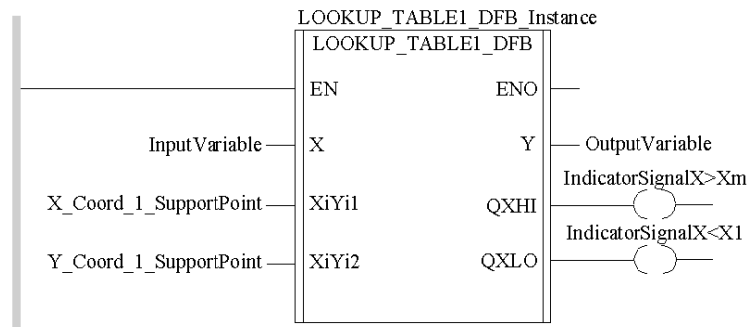 LOOKUP_TABLE1_DFB_Instance
LOOKUP_TABLE1_DFB
EN ENO
InputVariable X Y OutputVariable
IndicatorSignalX>Xm
X_Coord_1_SupportPoint XiYi1 QXHI
IndicatorSignalX<X1
Y_Coord_1_SupportPoint XiYi2 QXLO